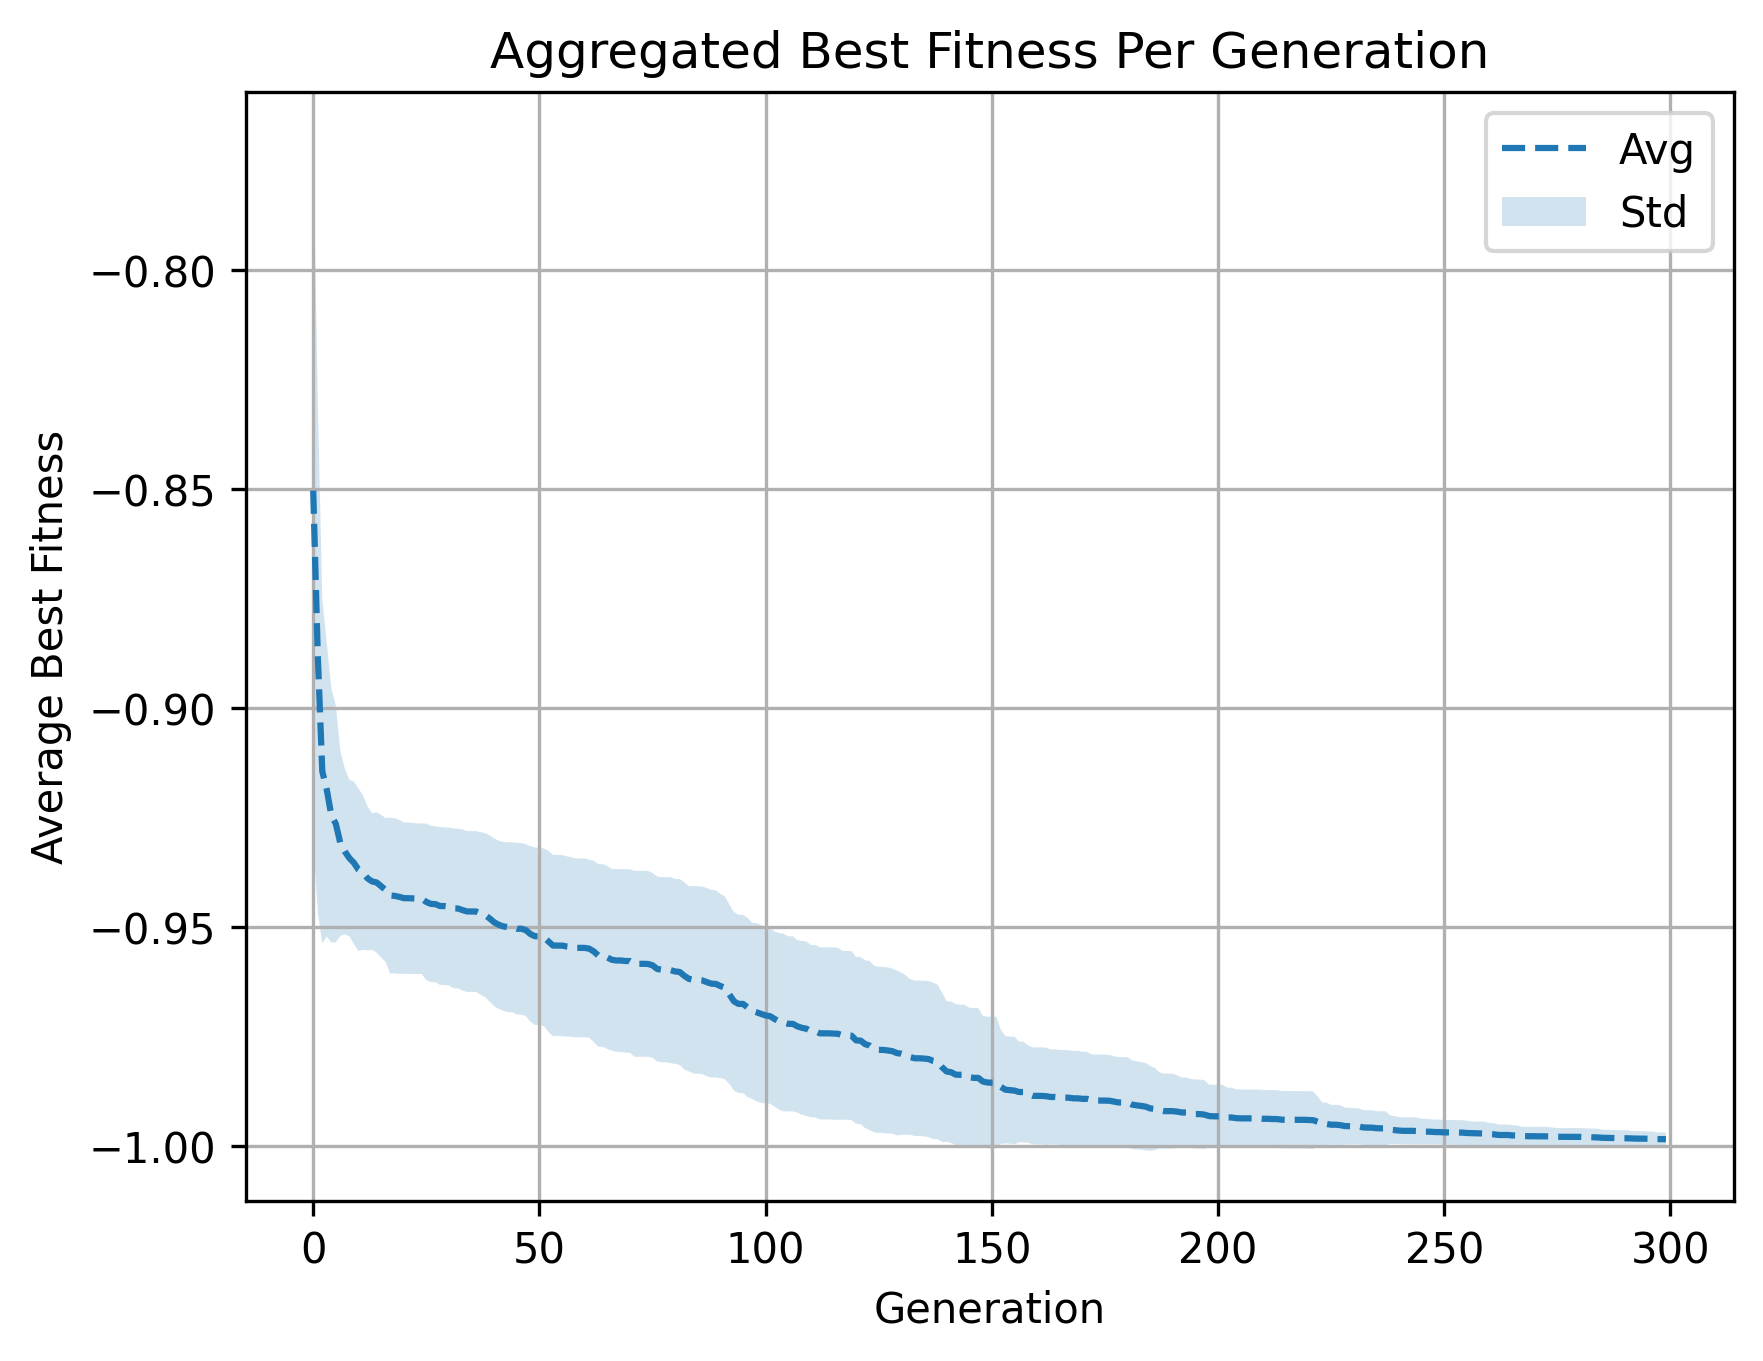 Aggregated Best Fitness Per Generation
Avg
Std
−0.80
−0.85
−0.90
−0.95
−1.00
Average Best Fitness
0 50 100 150 200 250 300
Generation